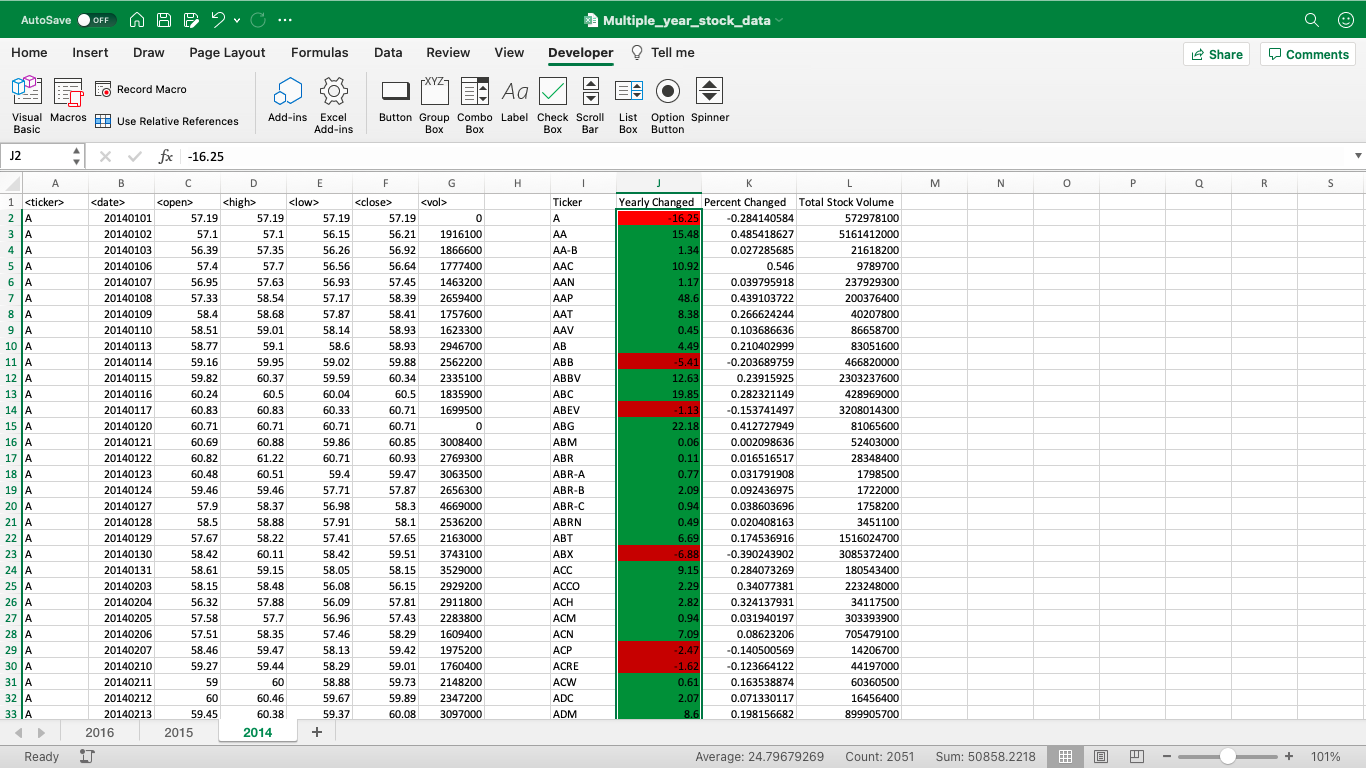 AutoSave OFF Multiple_year_stock_data
Home Insert Draw Page Layout Formulas Data Review View Developer Tell me Share Comments
Visual Basic Macros Record Macro Use Relative References Add-ins Excel Add-ins Button Group Box Combo Box Label Check Box Scroll Bar List Box Option Button Spinner
XYZ Aa
J2 fx -16.25
A B C D E F G H I J K L M N O P Q R S
1 <ticker> <date> <open> <high> <low> <close> <vol> Ticker Yearly Changed Percent Changed Total Stock Volume
2 A 20140101 57.19 57.19 57.19 57.19 0 A -16.25 -0.284140584 572978100
3 A 20140102 57.1 57.1 56.15 56.21 1916100 AA 15.48 0.485418627 5161412000
4 A 20140103 56.39 57.35 56.26 56.92 1866600 AA-B 1.34 0.027285685 21618200
5 A 20140106 57.4 57.7 56.56 56.64 1777400 AAC 10.92 0.546 9789700
6 A 20140107 56.95 57.63 56.93 57.45 1463200 AAN 1.17 0.039795918 237929300
7 A 20140108 57.33 58.54 57.17 58.39 2659400 AAP 48.6 0.439103722 200376400
8 A 20140109 58.4 58.68 57.87 58.41 1757600 AAT 8.38 0.266624244 40207800
9 A 20140110 58.51 59.01 58.14 58.93 1623300 AAV 0.45 0.103686636 86658700
10 A 20140113 58.77 59.1 58.6 58.93 2946700 AB 4.49 0.210402999 83051600
11 A 20140114 59.16 59.95 59.02 59.88 2562200 ABB -5.41 -0.203689759 466820000
12 A 20140115 59.82 60.37 59.59 60.34 2335100 ABBV 12.63 0.23915925 2303237600
13 A 20140116 60.24 60.5 60.04 60.5 1835900 ABC 19.85 0.282321149 428969000
14 A 20140117 60.83 60.83 60.33 60.71 1699500 ABEV -1.13 -0.153741497 3208014300
15 A 20140120 60.71 60.71 60.71 60.71 0 ABG 22.18 0.412727949 81065600
16 A 20140121 60.69 60.88 59.86 60.85 3008400 ABM 0.06 0.002098636 52403000
17 A 20140122 60.82 61.22 60.71 60.93 2769300 ABR 0.11 0.016516517 28348400
18 A 20140123 60.48 60.51 59.4 59.47 3063500 ABR-A 0.77 0.031791908 1798500
19 A 20140124 59.46 59.46 57.71 57.87 2656300 ABR-B 2.09 0.092436975 1722000
20 A 20140127 57.9 58.37 56.98 58.3 4669000 ABR-C 0.94 0.038603696 1758200
21 A 20140128 58.5 58.88 57.91 58.1 2536200 ABRN 0.49 0.020408163 3451100
22 A 20140129 57.67 58.22 57.41 57.65 2163000 ABT 6.69 0.174536916 1516024700
23 A 20140130 58.42 60.11 58.42 59.51 3743100 ABX -6.88 -0.390243902 3085372400
24 A 20140131 58.61 59.15 58.05 58.15 3529000 ACC 9.15 0.284073269 180543400
25 A 20140203 58.15 58.48 56.08 56.15 2929200 ACCO 2.29 0.34077381 223248000
26 A 20140204 56.32 57.88 56.09 57.81 2911800 ACH 2.82 0.324137931 34117500
27 A 20140205 57.58 57.7 56.96 57.43 2283800 ACM 0.94 0.031940197 303393900
28 A 20140206 57.51 58.35 57.46 58.29 1609400 ACN 7.09 0.08623206 705479100
29 A 20140207 58.46 59.47 58.13 59.42 1975200 ACP -2.47 -0.140500569 14206700
30 A 20140210 59.27 59.44 58.29 59.01 1760400 ACRE -1.62 -0.123664122 44197000
31 A 20140211 59 60 58.88 59.73 2148200 ACW 0.61 0.163538874 60360500
32 A 20140212 60 60.46 59.67 59.89 2347200 ADC 2.07 0.071330117 16456400
33 A 20140213 59.45 60.38 59.37 60.08 3097000 ADM 8.6 0.198156682 899905700
2016 2015 2014 +
Ready Average: 24.79679269 Count: 2051 Sum: 50858.2218 101%